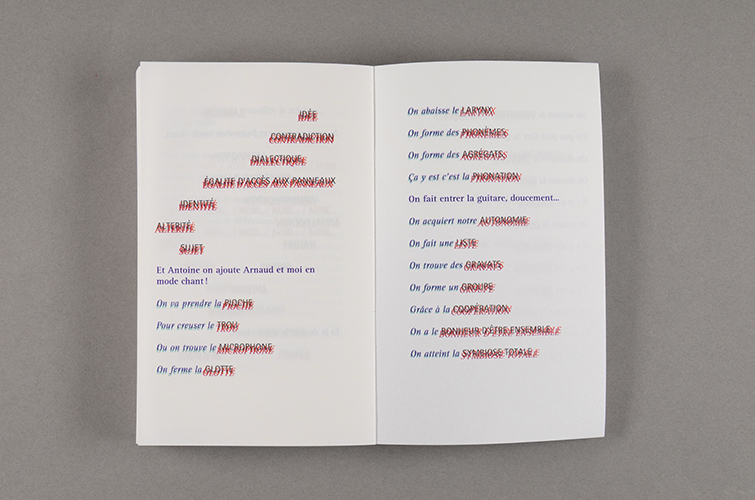 IDÉE
CONTRADICTION
DIALECTIQUE
ÉGALITE D'ACCÈS AUX PANNEAUX
IDENTITÉ
ALTERITÉ
SUJET
Et Antoine on ajoute Arnaud et moi en
mode chant !
On va prendre la PIOCHE
Pour creuser le TROU
Ou on trouve le MICROPHONE
On ferme la GLOTTE
On abaisse le LARYNX
On forme des PHONÈMES
On forme des AGRÉGATS
Ça y est c'est la PHONATION
On fait entrer la guitare, doucement...
On acquiert notre AUTONOMIE
On fait une LISTE
On trouve des GRAVATS
On forme un GROUPE
Grâce à la COOPÉRATION
On a le BONHEUR D'ÊTRE ENSEMBLE
On atteint la SYMBIOSE TOTALE